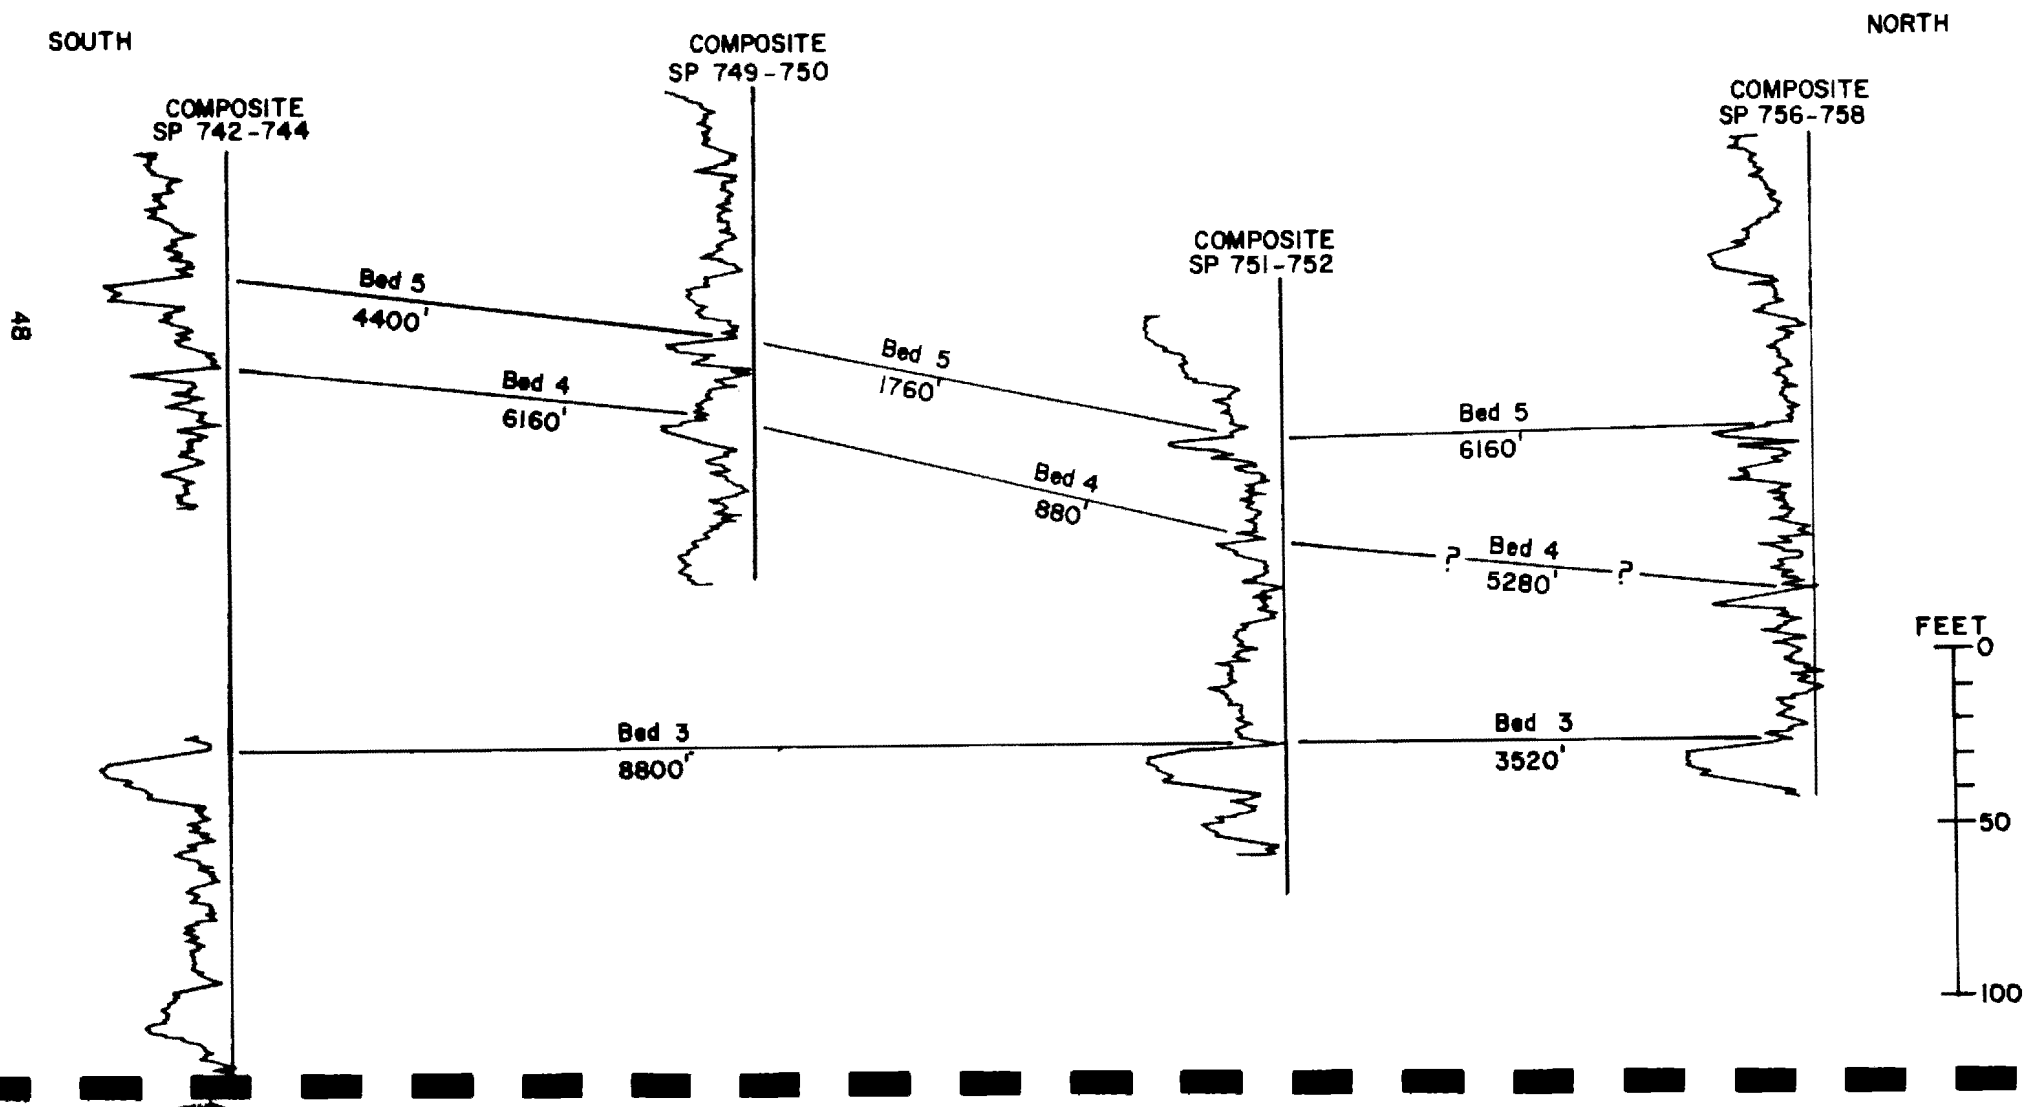 SOUTH
NORTH
COMPOSITE
SP 749-750
COMPOSITE
SP 756-758
COMPOSITE
SP 742-744
COMPOSITE
SP 751-752
Bed 5
4400'
48
Bed 5
1760'
Bed 4
6160'
Bed 5
6160'
Bed 4
880'
? Bed 4 ?
5280'
FEET
0
Bed 3
8800'
Bed 3
3520'
50
100